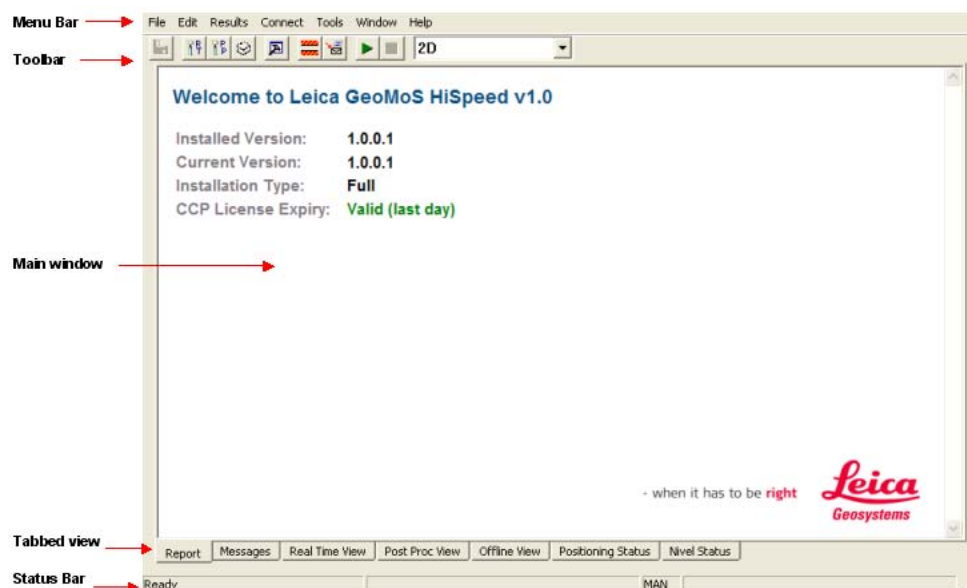 Menu Bar
File Edit Results Connect Tools Window Help
Toolbar
2D
Welcome to Leica GeoMoS HiSpeed v1.0
Installed Version: 1.0.0.1
Current Version: 1.0.0.1
Installation Type: Full
CCP License Expiry: Valid (last day)
Main window
- when it has to be right
Leica
Geosystems
Tabbed view
Report Messages Real Time View Post Proc View Offline View Positioning Status Nivel Status
Status Bar
Ready MAN